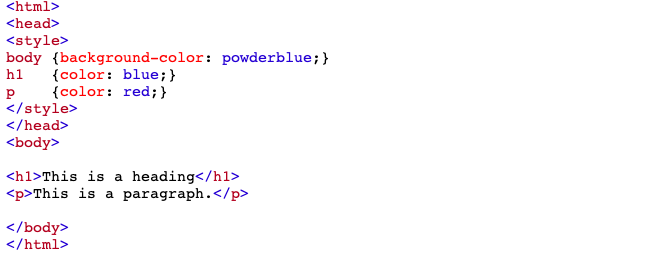 <html>
<head>
<style>
body {background-color: powderblue;}
h1   {color: blue;}
p    {color: red;}
</style>
</head>
<body>

<h1>This is a heading</h1>
<p>This is a paragraph.</p>

</body>
</html>